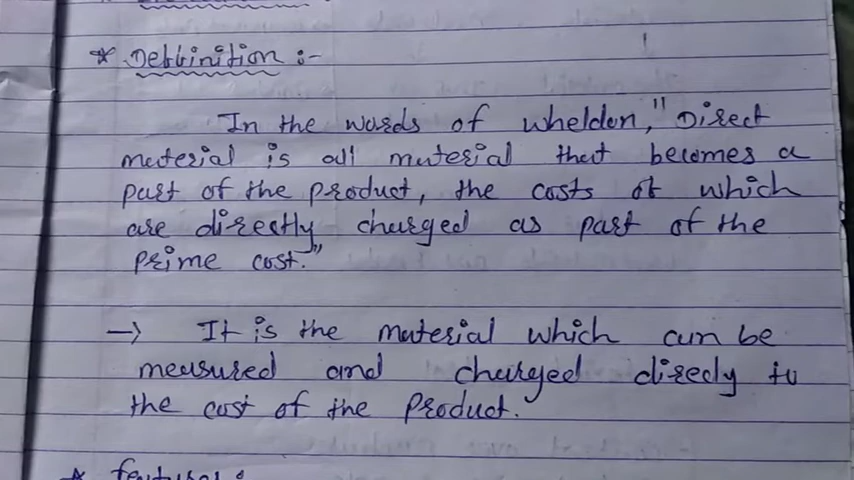 * Deffinition :-
In the words of wheldon, "Direct
material is all material that becomes a
part of the product, the costs of which
are directly charged as part of the
prime cost."
→ It is the material which can be
measured and charged direcly to
the cost of the product.
* features :